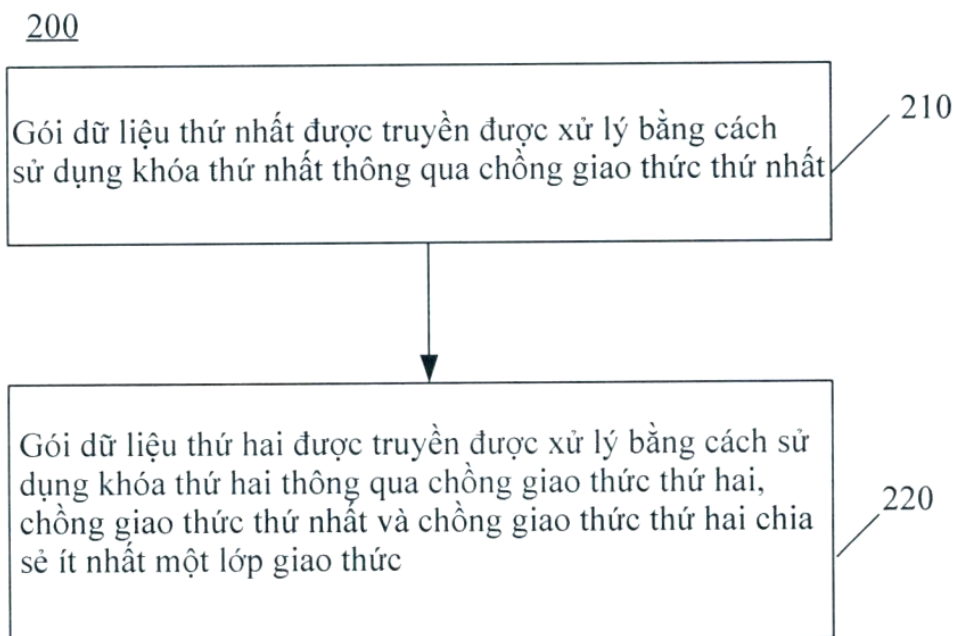 200
Gói dữ liệu thứ nhất được truyền được xử lý bằng cách
sử dụng khóa thứ nhất thông qua chồng giao thức thứ nhất
210
Gói dữ liệu thứ hai được truyền được xử lý bằng cách sử
dụng khóa thứ hai thông qua chồng giao thức thứ hai,
chồng giao thức thứ nhất và chồng giao thức thứ hai chia
sẻ ít nhất một lớp giao thức
220